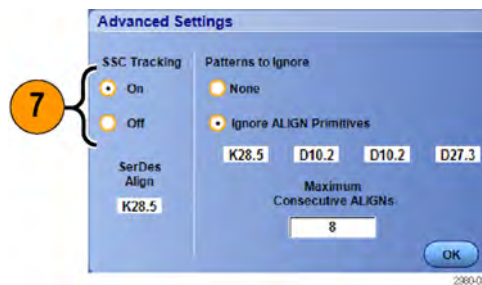 Advanced Settings
SSC Tracking
On
Off
SerDes
Align
K28.5
Patterns to Ignore
None
Ignore ALIGN Primitives
K28.5 D10.2 D10.2 D27.3
Maximum
Consecutive ALIGNs
8
OK
7